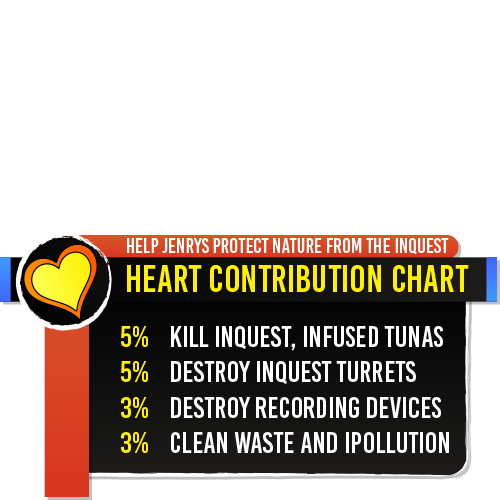 HELP JENRYS PROTECT NATURE FROM THE INQUEST
HEART CONTRIBUTION CHART
5% KILL INQUEST, INFUSED TUNAS
5% DESTROY INQUEST TURRETS
3% DESTROY RECORDING DEVICES
3% CLEAN WASTE AND IPOLLUTION